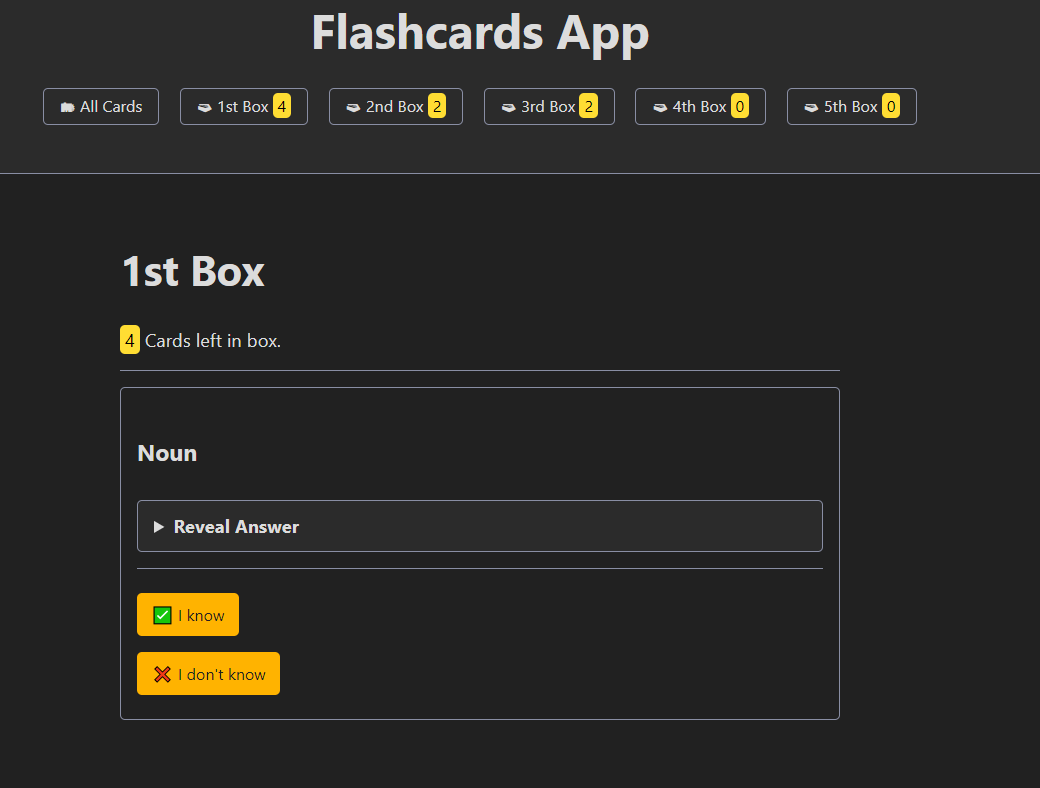 Flashcards App
All Cards 1st Box 4 2nd Box 2 3rd Box 2 4th Box 0 5th Box 0
1st Box
4 Cards left in box.
Noun
Reveal Answer
I know
I don't know